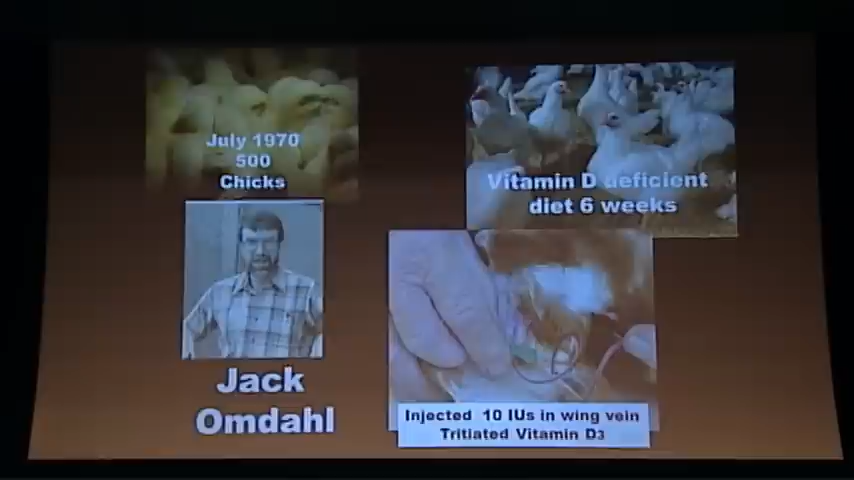 July 1970
500
Chicks
Vitamin D deficient
diet 6 weeks
Jack
Omdahl
Injected 10 IUs in wing vein
Tritiated Vitamin D3